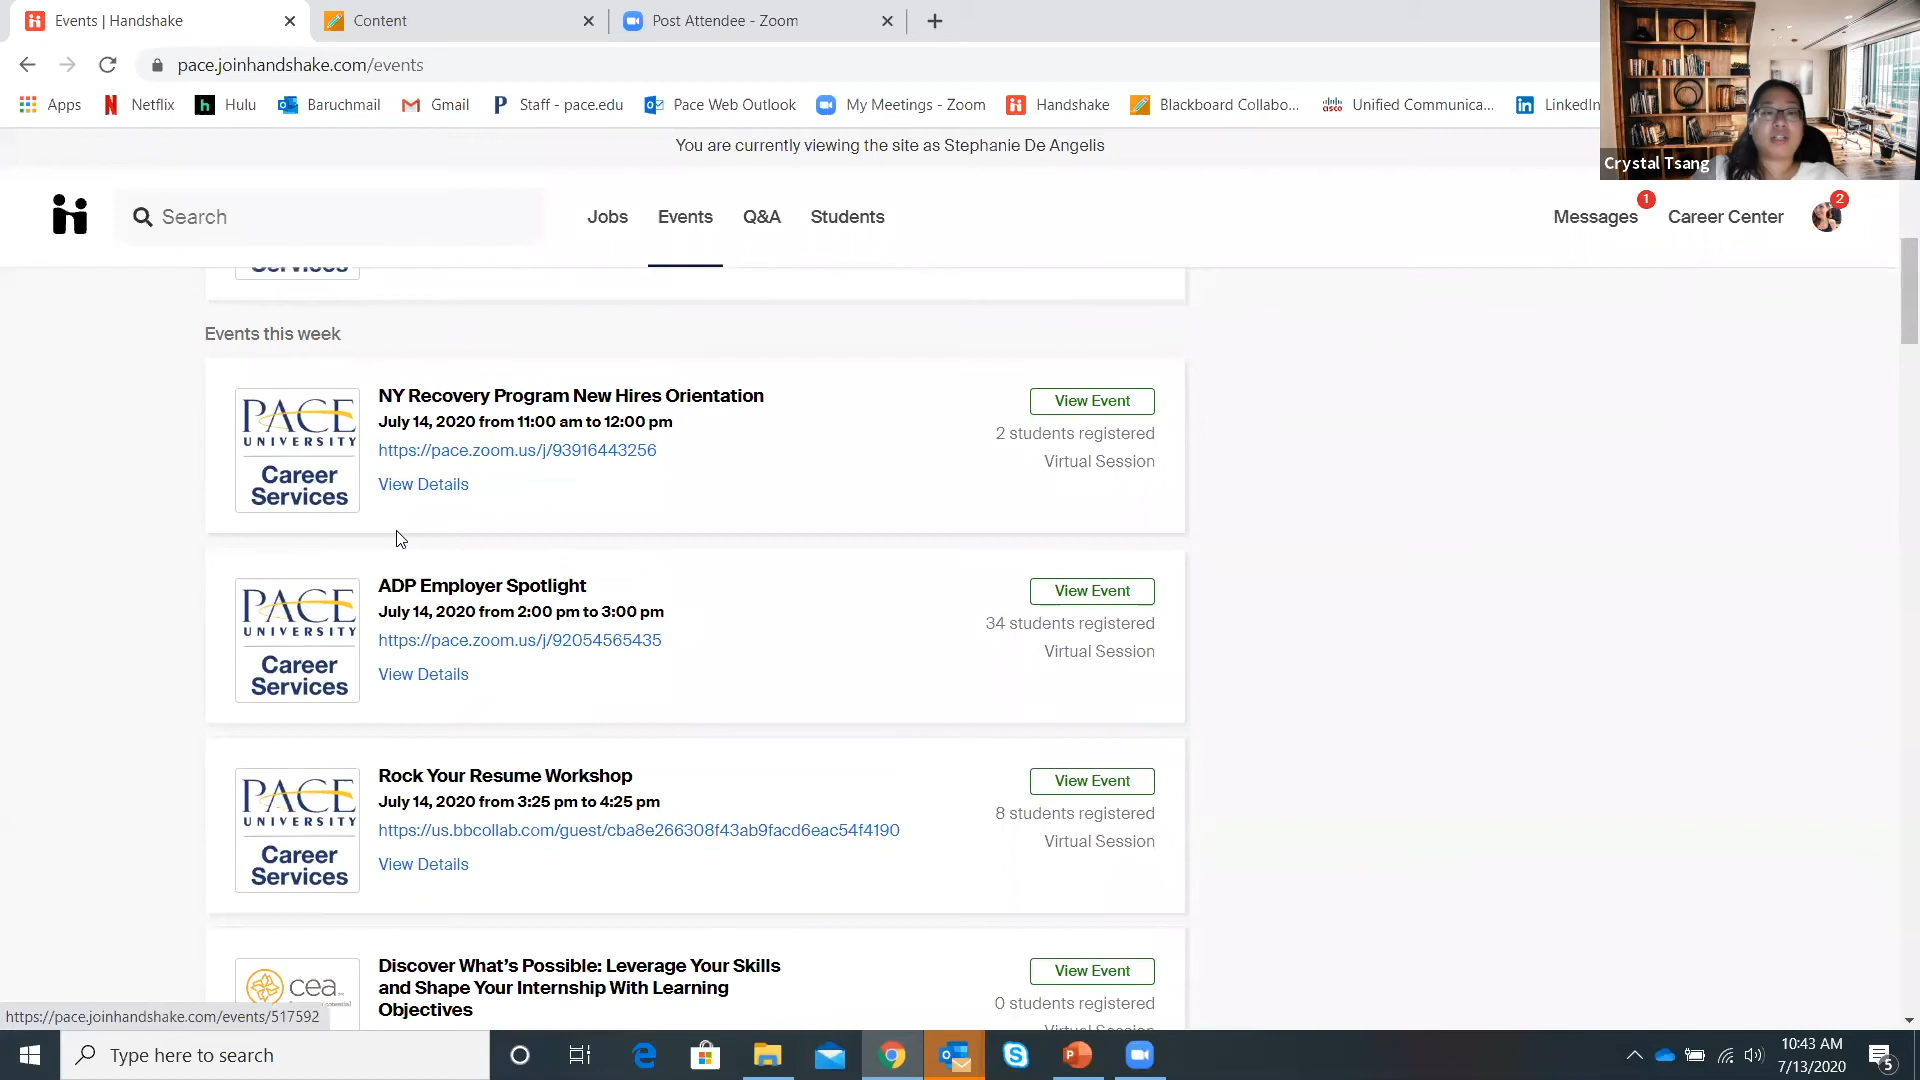 Events | Handshake
Content
Post Attendee - Zoom
pace.joinhandshake.com/events
Apps
Netflix
Hulu
Baruchmail
Gmail
Staff - pace.edu
Pace Web Outlook
My Meetings - Zoom
Handshake
Blackboard Collabo...
Unified Communica...
LinkedIn
Crystal Tsang
You are currently viewing the site as Stephanie De Angelis
Search
Jobs
Events
Q&A
Students
Messages
1
Career Center
2
Services
Events this week
PACE
UNIVERSITY
Career
Services
NY Recovery Program New Hires Orientation
July 14, 2020 from 11:00 am to 12:00 pm
https://pace.zoom.us/j/93916443256
View Details
View Event
2 students registered
Virtual Session
PACE
UNIVERSITY
Career
Services
ADP Employer Spotlight
July 14, 2020 from 2:00 pm to 3:00 pm
https://pace.zoom.us/j/92054565435
View Details
View Event
34 students registered
Virtual Session
PACE
UNIVERSITY
Career
Services
Rock Your Resume Workshop
July 14, 2020 from 3:25 pm to 4:25 pm
https://us.bbcollab.com/guest/cba8e266308f43ab9facd6eac54f4190
View Details
View Event
8 students registered
Virtual Session
cea
Discover What's Possible: Leverage Your Skills
and Shape Your Internship With Learning
Objectives
View Event
0 students registered
Virtual Session
https://pace.joinhandshake.com/events/517592
Type here to search
10:43 AM
7/13/2020
5